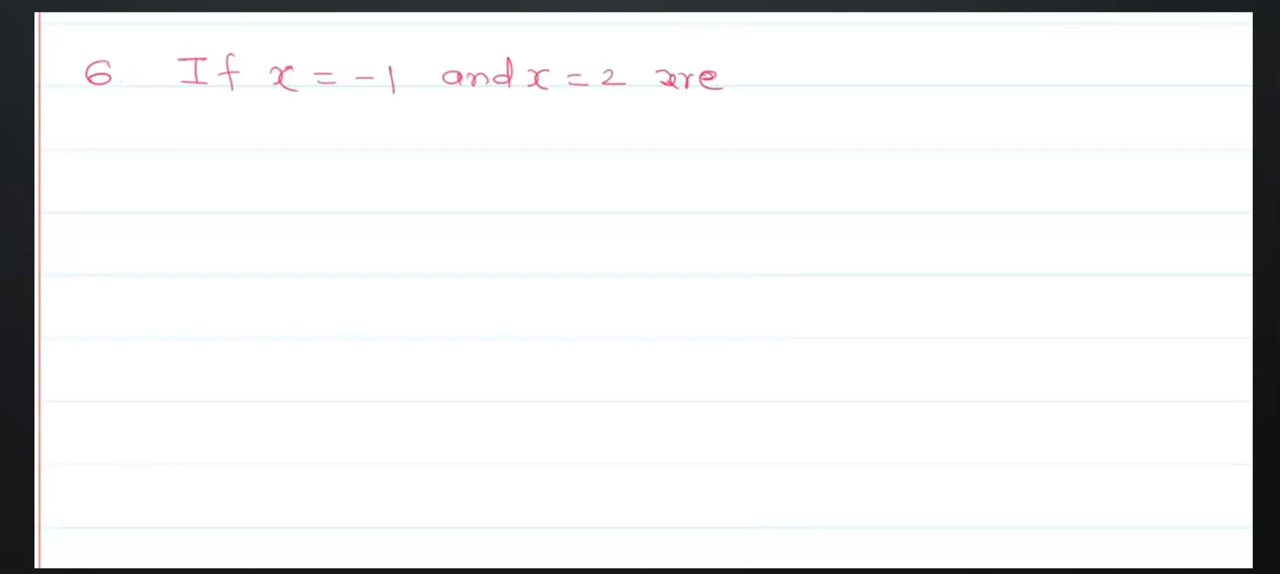 6. If x = -1 and x = 2 are